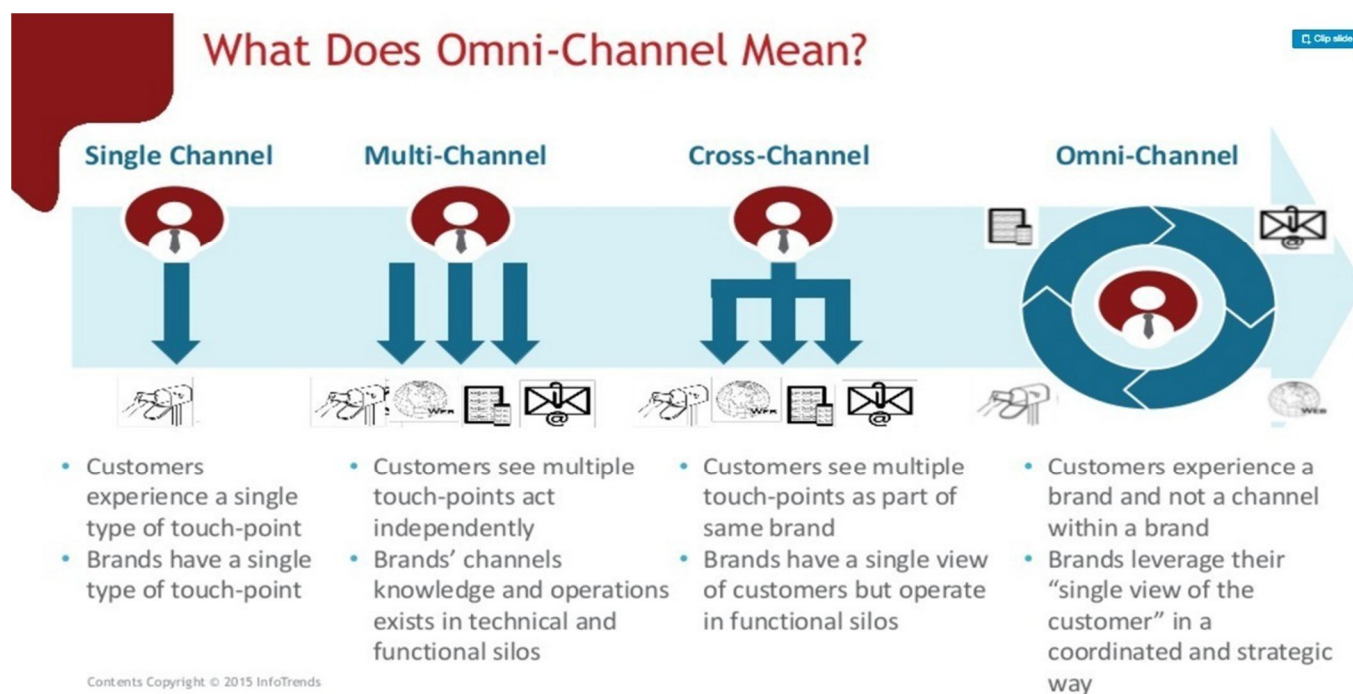 What Does Omni-Channel Mean?
Clip slide
Single Channel
Multi-Channel
Cross-Channel
Omni-Channel
@
WEB
@
WEB
@
WEB
• Customers
experience a single
type of touch-point
• Brands have a single
type of touch-point
• Customers see multiple
touch-points act
independently
• Brands’ channels
knowledge and operations
exists in technical and
functional silos
• Customers see multiple
touch-points as part of
same brand
• Brands have a single view
of customers but operate
in functional silos
• Customers experience a
brand and not a channel
within a brand
• Brands leverage their
“single view of the
customer” in a
coordinated and strategic
way
Contents Copyright © 2015 InfoTrends